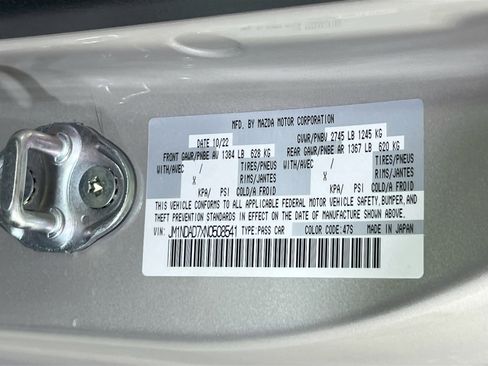 MFD. BY MAZDA MOTOR CORPORATION
DATE 10/22 GVWR/PNBV 2745 LB 1245 KG
FRONT GAWR/PNBE AV 1384 LB 628 KG REAR GAWR/PNBE AR 1367 LB 620 KG
WITH/AVEC / TIRES/PNEUS WITH/AVEC / TIRES/PNEUS
X RIMS/JANTES X RIMS/JANTES
KPA/ PSI COLD/A FROID KPA/ PSI COLD/A FROID
THIS VEHICLE CONFORMS TO ALL APPLICABLE FEDERAL MOTOR VEHICLE SAFETY, BUMPER, AND
THEFT PREVENTION STANDARDS IN EFFECT ON THE DATE OF MANUFACTURE SHOWN ABOVE.
VIN: JM1NDAD7XN0508541 TYPE: PASS CAR COLOR CODE: 47S MADE IN JAPAN